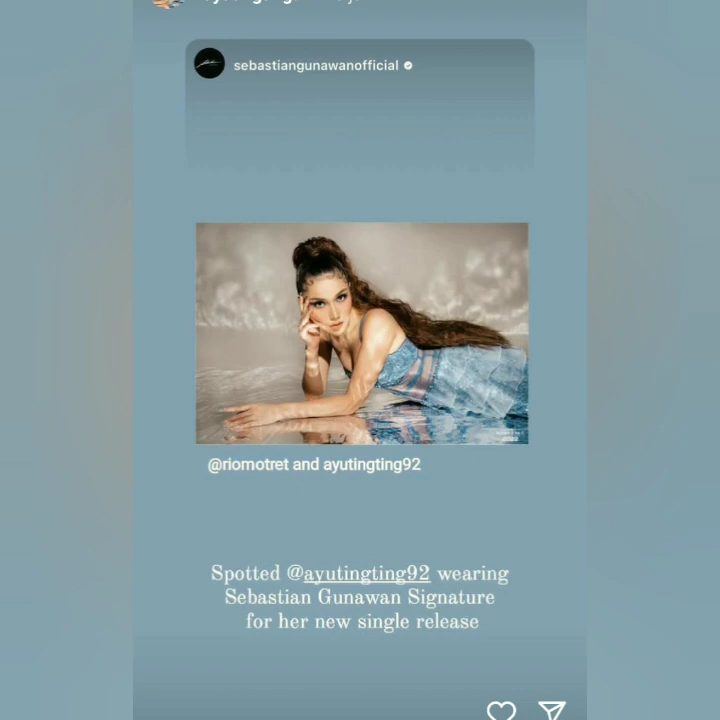 sebastiangunawanofficial
@riomotret and ayutingting92
Spotted @ayutingting92 wearing
Sebastian Gunawan Signature
for her new single release